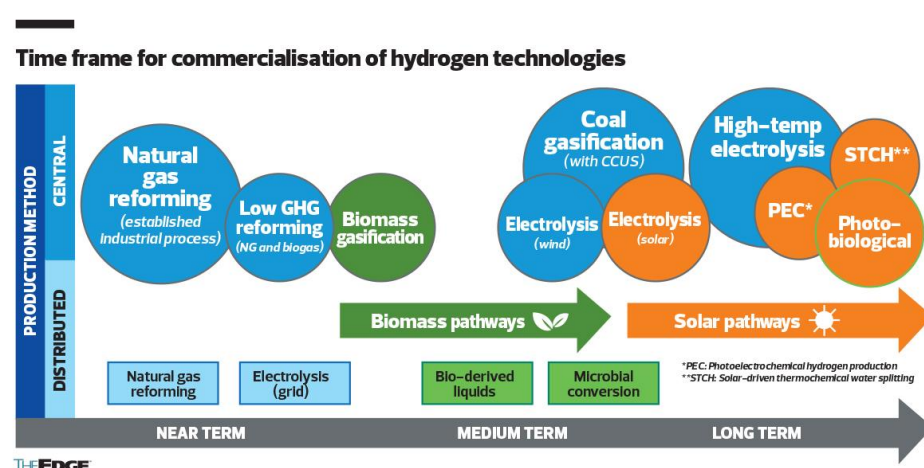 Time frame for commercialisation of hydrogen technologies
PRODUCTION METHOD
CENTRAL
DISTRIBUTED
Natural
gas
reforming
(established
industrial process)
Low GHG
reforming
(NG and biogas)
Biomass
gasification
Coal
gasification
(with CCUS)
Electrolysis
(wind)
Electrolysis
(solar)
High-temp
electrolysis
STCH**
PEC*
Photo-
biological
Biomass pathways
Solar pathways
Natural gas
reforming
Electrolysis
(grid)
Bio-derived
liquids
Microbial
conversion
*PEC: Photoelectrochemical hydrogen production
**STCH: Solar-driven thermochemical water splitting
NEAR TERM
MEDIUM TERM
LONG TERM
THE EDGE